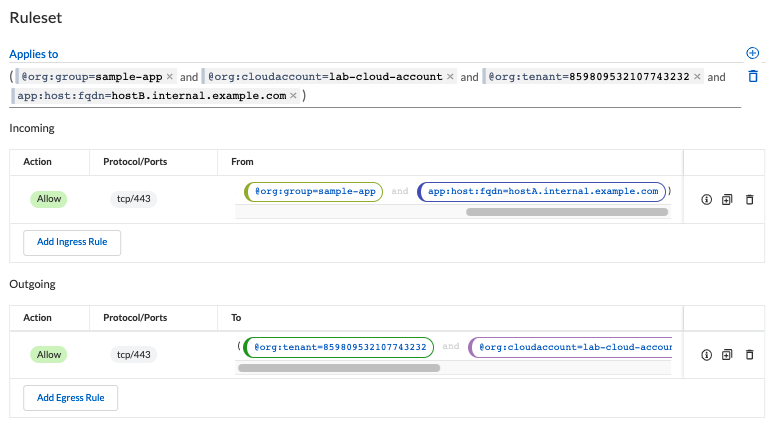 Ruleset
Applies to
( @org:group=sample-app × and @org:cloudaccount=lab-cloud-account × and @org:tenant=859809532107743232 × and
app:host:fqdn=hostB.internal.example.com × )
Incoming
Action Protocol/Ports From
Allow tcp/443 @org:group=sample-app and app:host:fqdn=hostA.internal.example.com )
Add Ingress Rule
Outgoing
Action Protocol/Ports To
Allow tcp/443 ( @org:tenant=859809532107743232 and @org:cloudaccount=lab-cloud-accour
Add Egress Rule